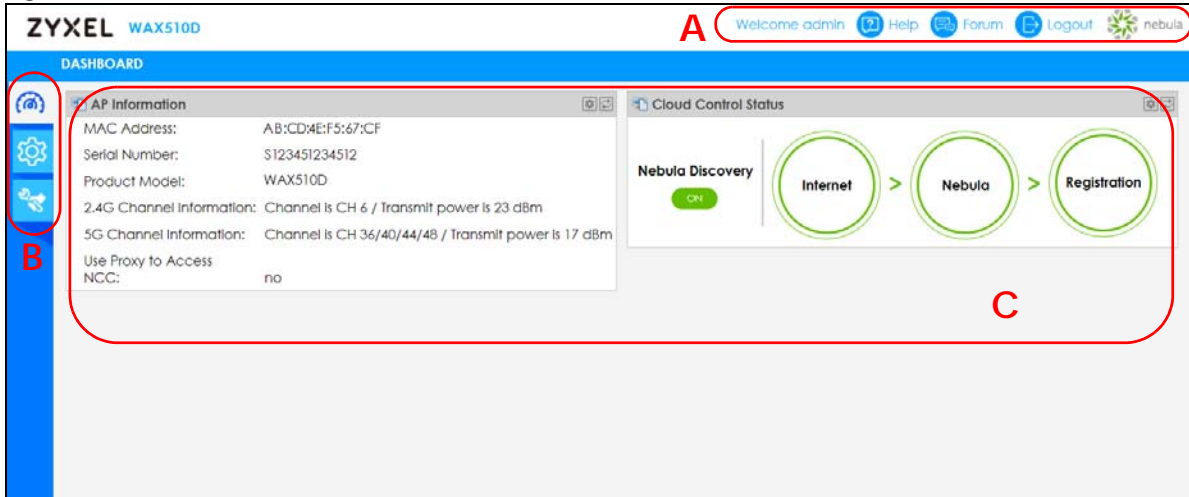 ZYXEL WAX510D
A
Welcome admin Help Forum Logout nebula
DASHBOARD
B
AP Information
MAC Address: AB:CD:4E:F5:67:CF
Serial Number: S123451234512
Product Model: WAX510D
2.4G Channel Information: Channel is CH 6 / Transmit power is 23 dBm
5G Channel Information: Channel is CH 36/40/44/48 / Transmit power is 17 dBm
Use Proxy to Access
NCC: no
Cloud Control Status
Nebula Discovery
ON
Internet > Nebula > Registration
C